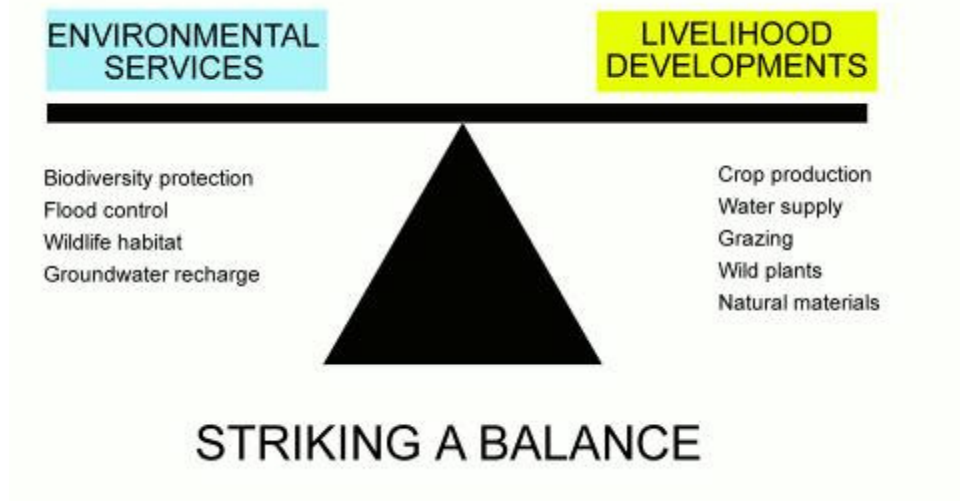 ENVIRONMENTAL
SERVICES
LIVELIHOOD
DEVELOPMENTS
Biodiversity protection
Flood control
Wildlife habitat
Groundwater recharge
Crop production
Water supply
Grazing
Wild plants
Natural materials
STRIKING A BALANCE